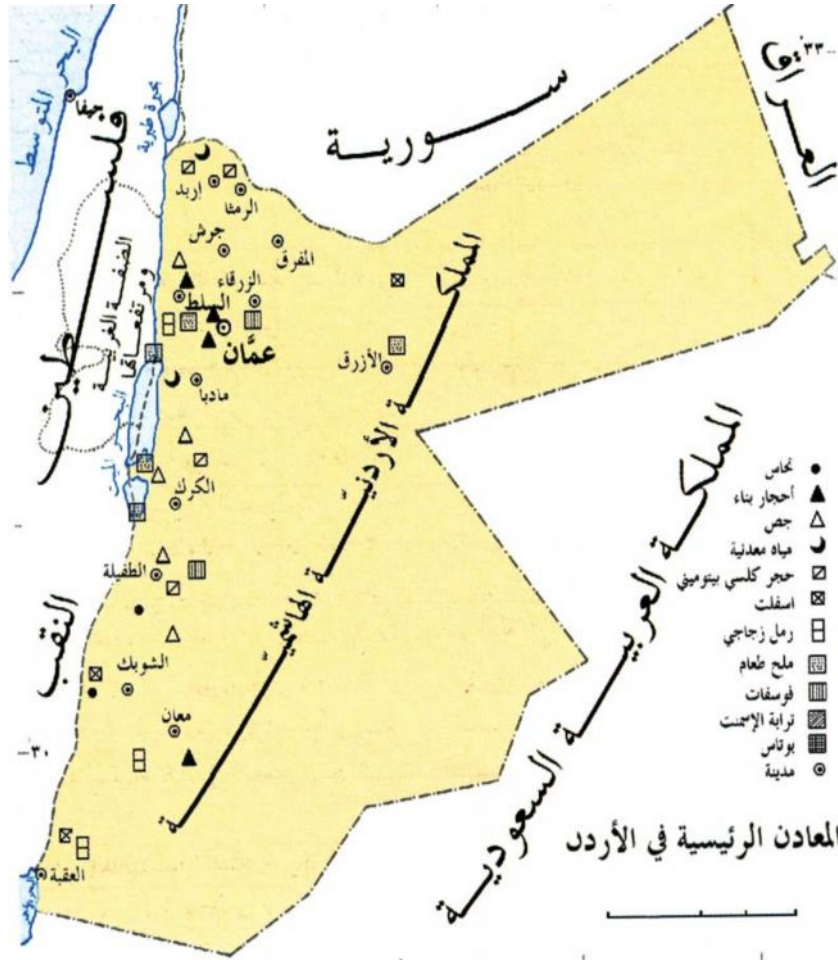 البحر المتوسط
حيفا
بحيرة طبرية
فلسطين
الضفة الغربية
ومرتفعاتها
البحر الميت
النقب
سورية
العراق
٣٣°
إربد
الرمثا
جرش
المفرق
الزرقاء
السلط
عمَّان
مادبا
الأزرق
الكرك
الطفيلة
الشوبك
معان
العقبة
٣٠
المملكة الأردنية الهاشمية
المملكة العربية السعودية
نحاس
أحجار بناء
جص
مياه معدنية
حجر كلسي بيتوميني
اسفلت
رمل زجاجي
ملح طعام
فوسفات
ترابة الإسمنت
بوتاس
مدينة
المعادن الرئيسية في الأردن